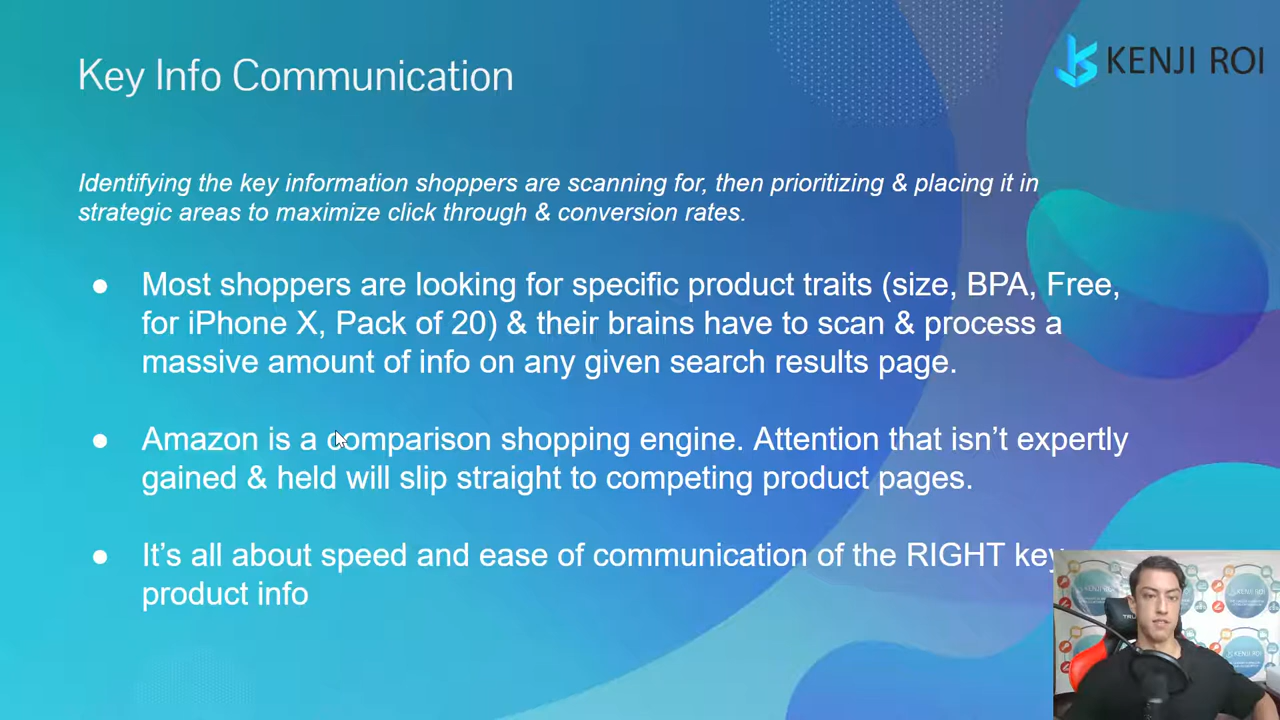 Key Info Communication
KENJI ROI
Identifying the key information shoppers are scanning for, then prioritizing & placing it in
strategic areas to maximize click through & conversion rates.
● Most shoppers are looking for specific product traits (size, BPA, Free,
for iPhone X, Pack of 20) & their brains have to scan & process a
massive amount of info on any given search results page.
● Amazon is a comparison shopping engine. Attention that isn't expertly
gained & held will slip straight to competing product pages.
● It's all about speed and ease of communication of the RIGHT key
product info
KENJI ROI